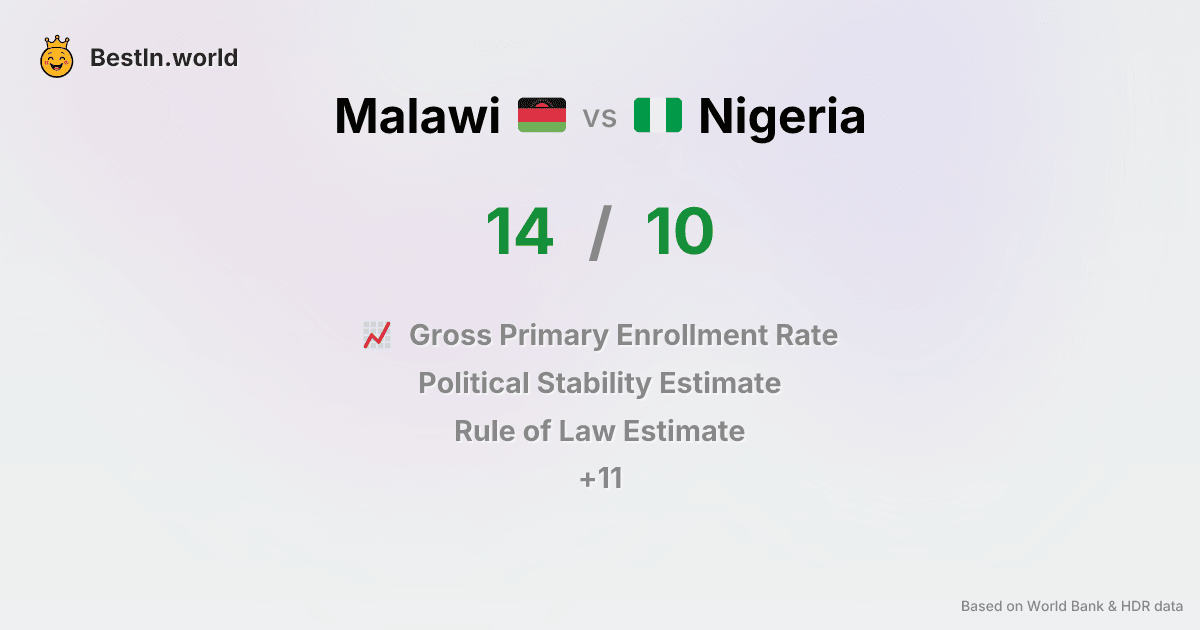 BestIn.world
Malawi vs Nigeria
14 / 10
Gross Primary Enrollment Rate
Political Stability Estimate
Rule of Law Estimate
+11
Based on World Bank & HDR data